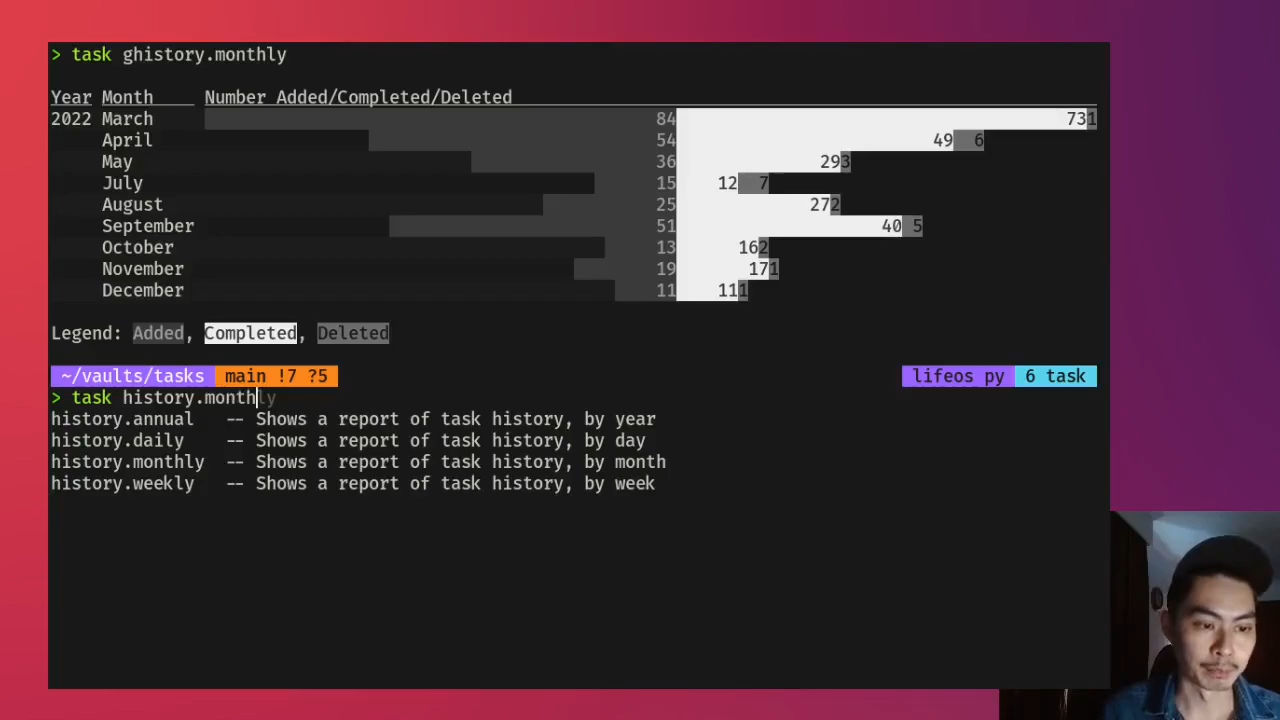 > task ghistory.monthly
Year Month Number Added/Completed/Deleted
2022 March 84 73 1
April 54 49 6
May 36 29 3
July 15 12 7
August 25 27 2
September 51 40 5
October 13 16 2
November 19 17 1
December 11 11 1
Legend: Added, Completed, Deleted
~/vaults/tasks main !7 ?5 lifeos py 6 task
> task history.monthly
history.annual -- Shows a report of task history, by year
history.daily -- Shows a report of task history, by day
history.monthly -- Shows a report of task history, by month
history.weekly -- Shows a report of task history, by week